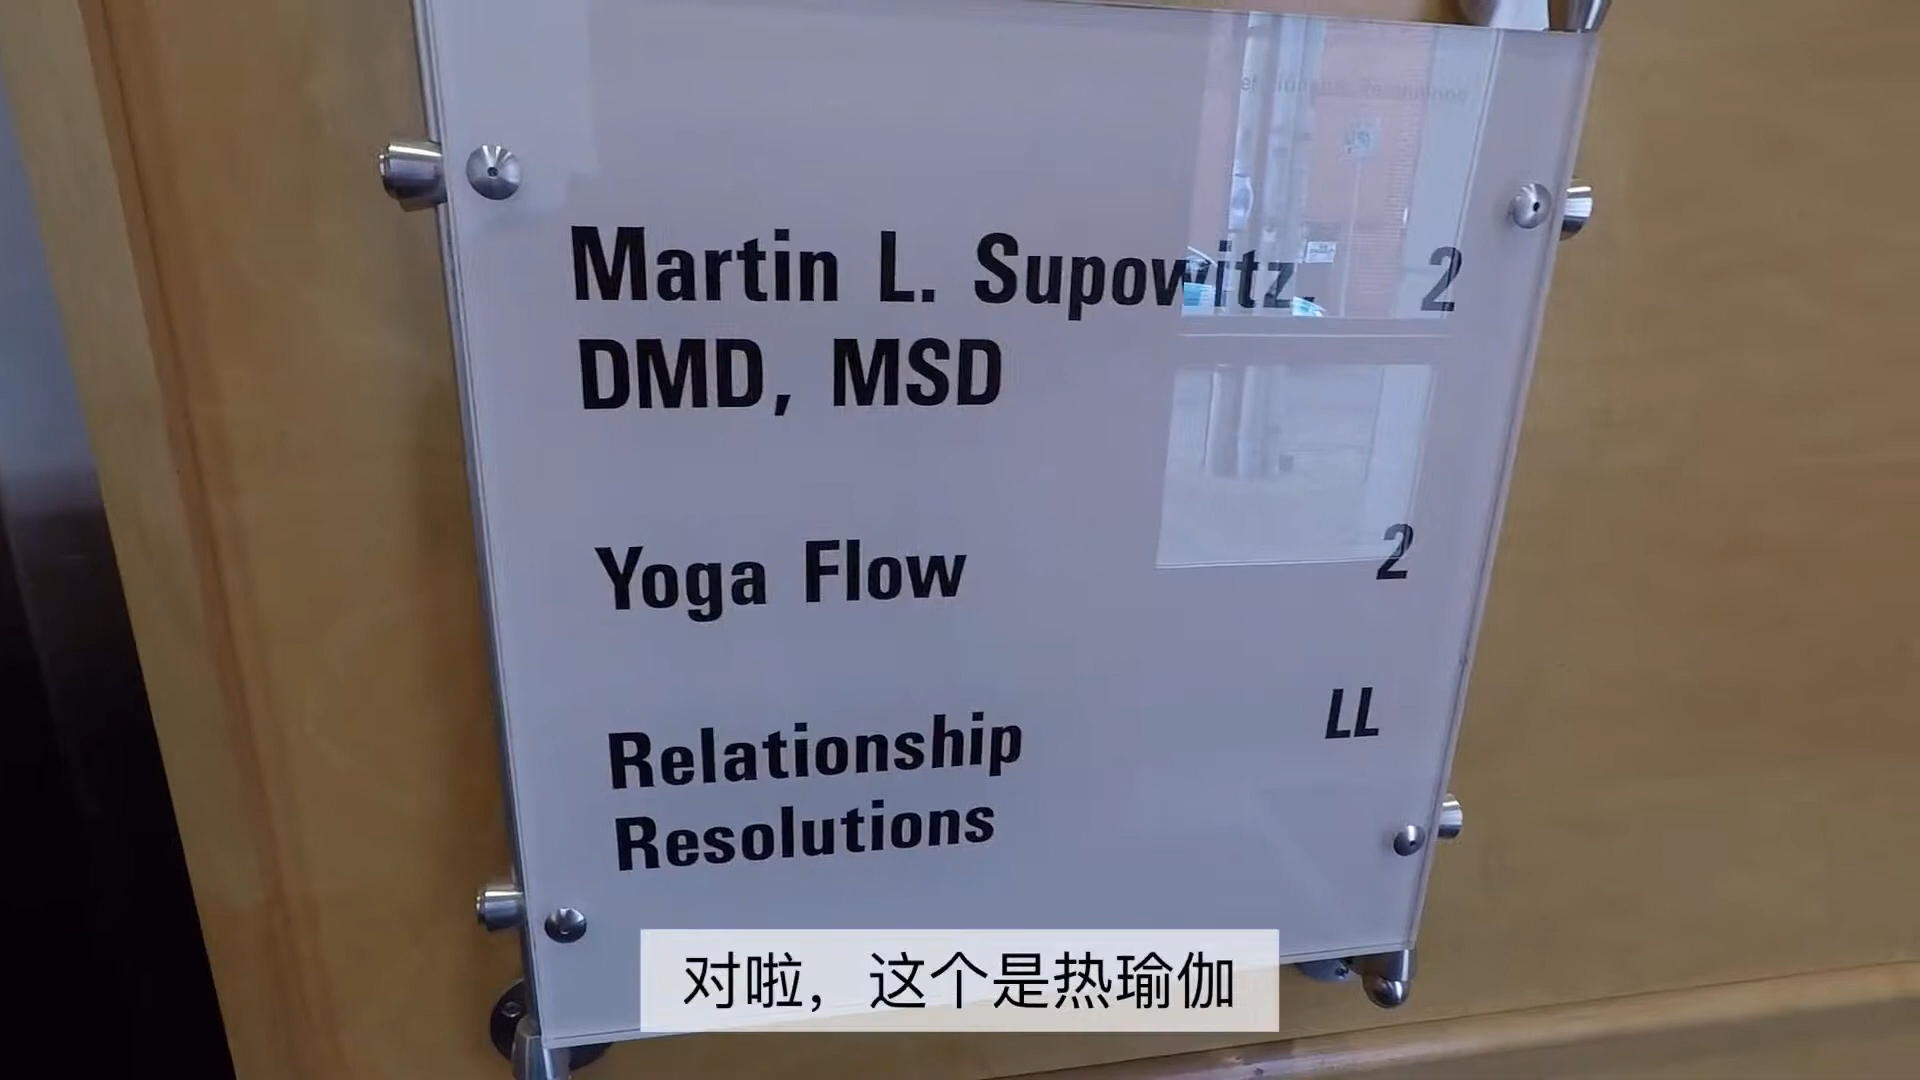 Martin L. Supowitz, 2
DMD, MSD
Yoga Flow 2
Relationship LL
Resolutions
对啦，这个是热瑜伽